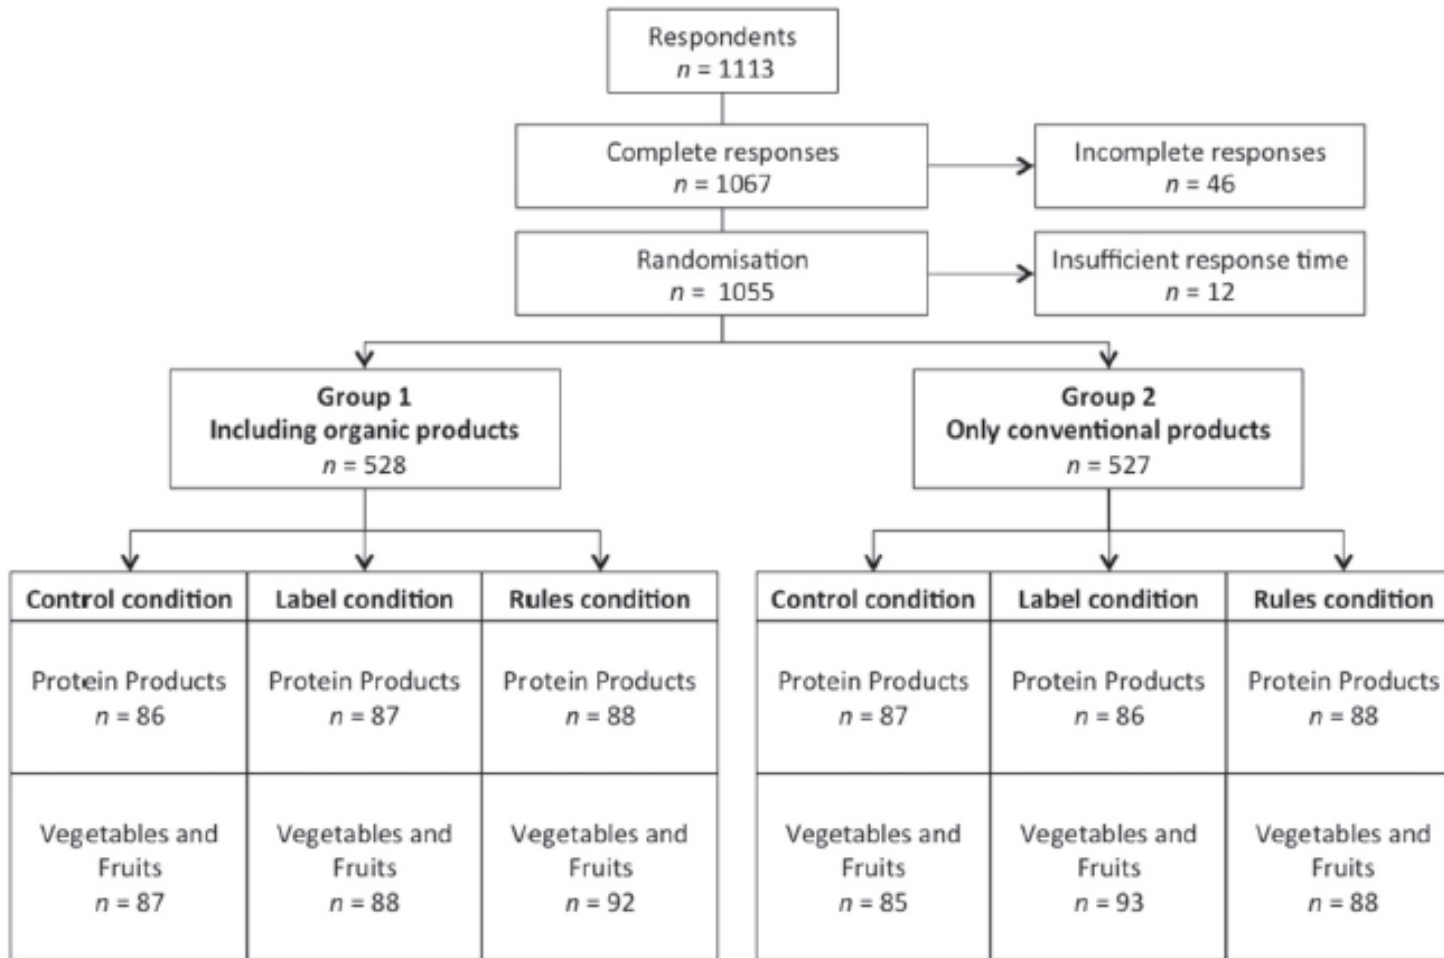 Respondents
n = 1113
Complete responses
n = 1067
Incomplete responses
n = 46
Randomisation
n = 1055
Insufficient response time
n = 12
Group 1
Including organic products
n = 528
Group 2
Only conventional products
n = 527
Control condition
Label condition
Rules condition
Protein Products
n = 86
Protein Products
n = 87
Protein Products
n = 88
Vegetables and
Fruits
n = 87
Vegetables and
Fruits
n = 88
Vegetables and
Fruits
n = 92
Control condition
Label condition
Rules condition
Protein Products
n = 87
Protein Products
n = 86
Protein Products
n = 88
Vegetables and
Fruits
n = 85
Vegetables and
Fruits
n = 93
Vegetables and
Fruits
n = 88